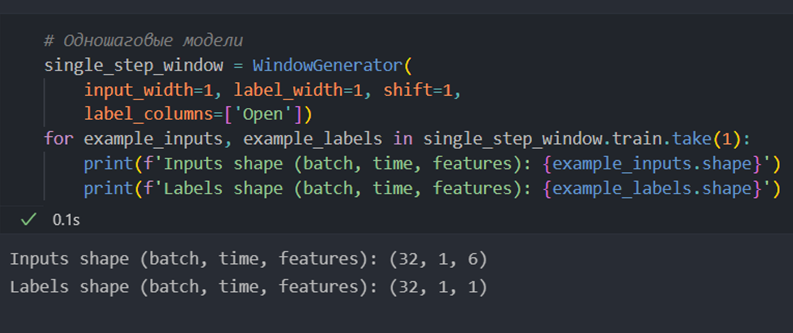 # Одношаговые модели
single_step_window = WindowGenerator(
    input_width=1, label_width=1, shift=1,
    label_columns=['Open'])
for example_inputs, example_labels in single_step_window.train.take(1):
    print(f'Inputs shape (batch, time, features): {example_inputs.shape}')
    print(f'Labels shape (batch, time, features): {example_labels.shape}')
✓ 0.1s
Inputs shape (batch, time, features): (32, 1, 6)
Labels shape (batch, time, features): (32, 1, 1)